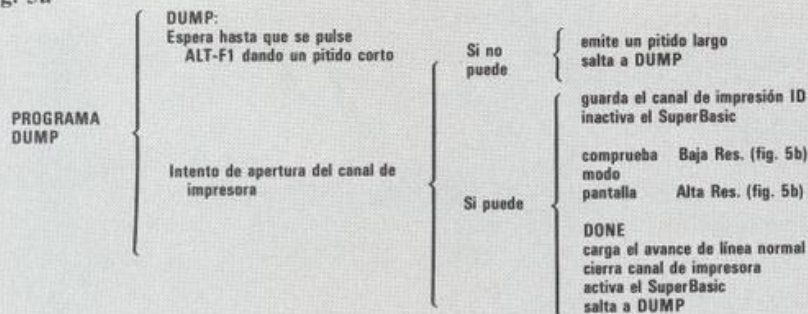 DUMP:
Espera hasta que se pulse
ALT-F1 dando un pitido corto
Si no
puede
emite un pitido largo
salta a DUMP
PROGRAMA
DUMP
Intento de apertura del canal de
impresora
Si puede
guarda el canal de impresión ID
inactiva el SuperBasic
comprueba Baja Res. (fig. 5b)
modo
pantalla Alta Res. (fig. 5b)
DONE
carga el avance de línea normal
cierra canal de impresora
activa el SuperBasic
salta a DUMP